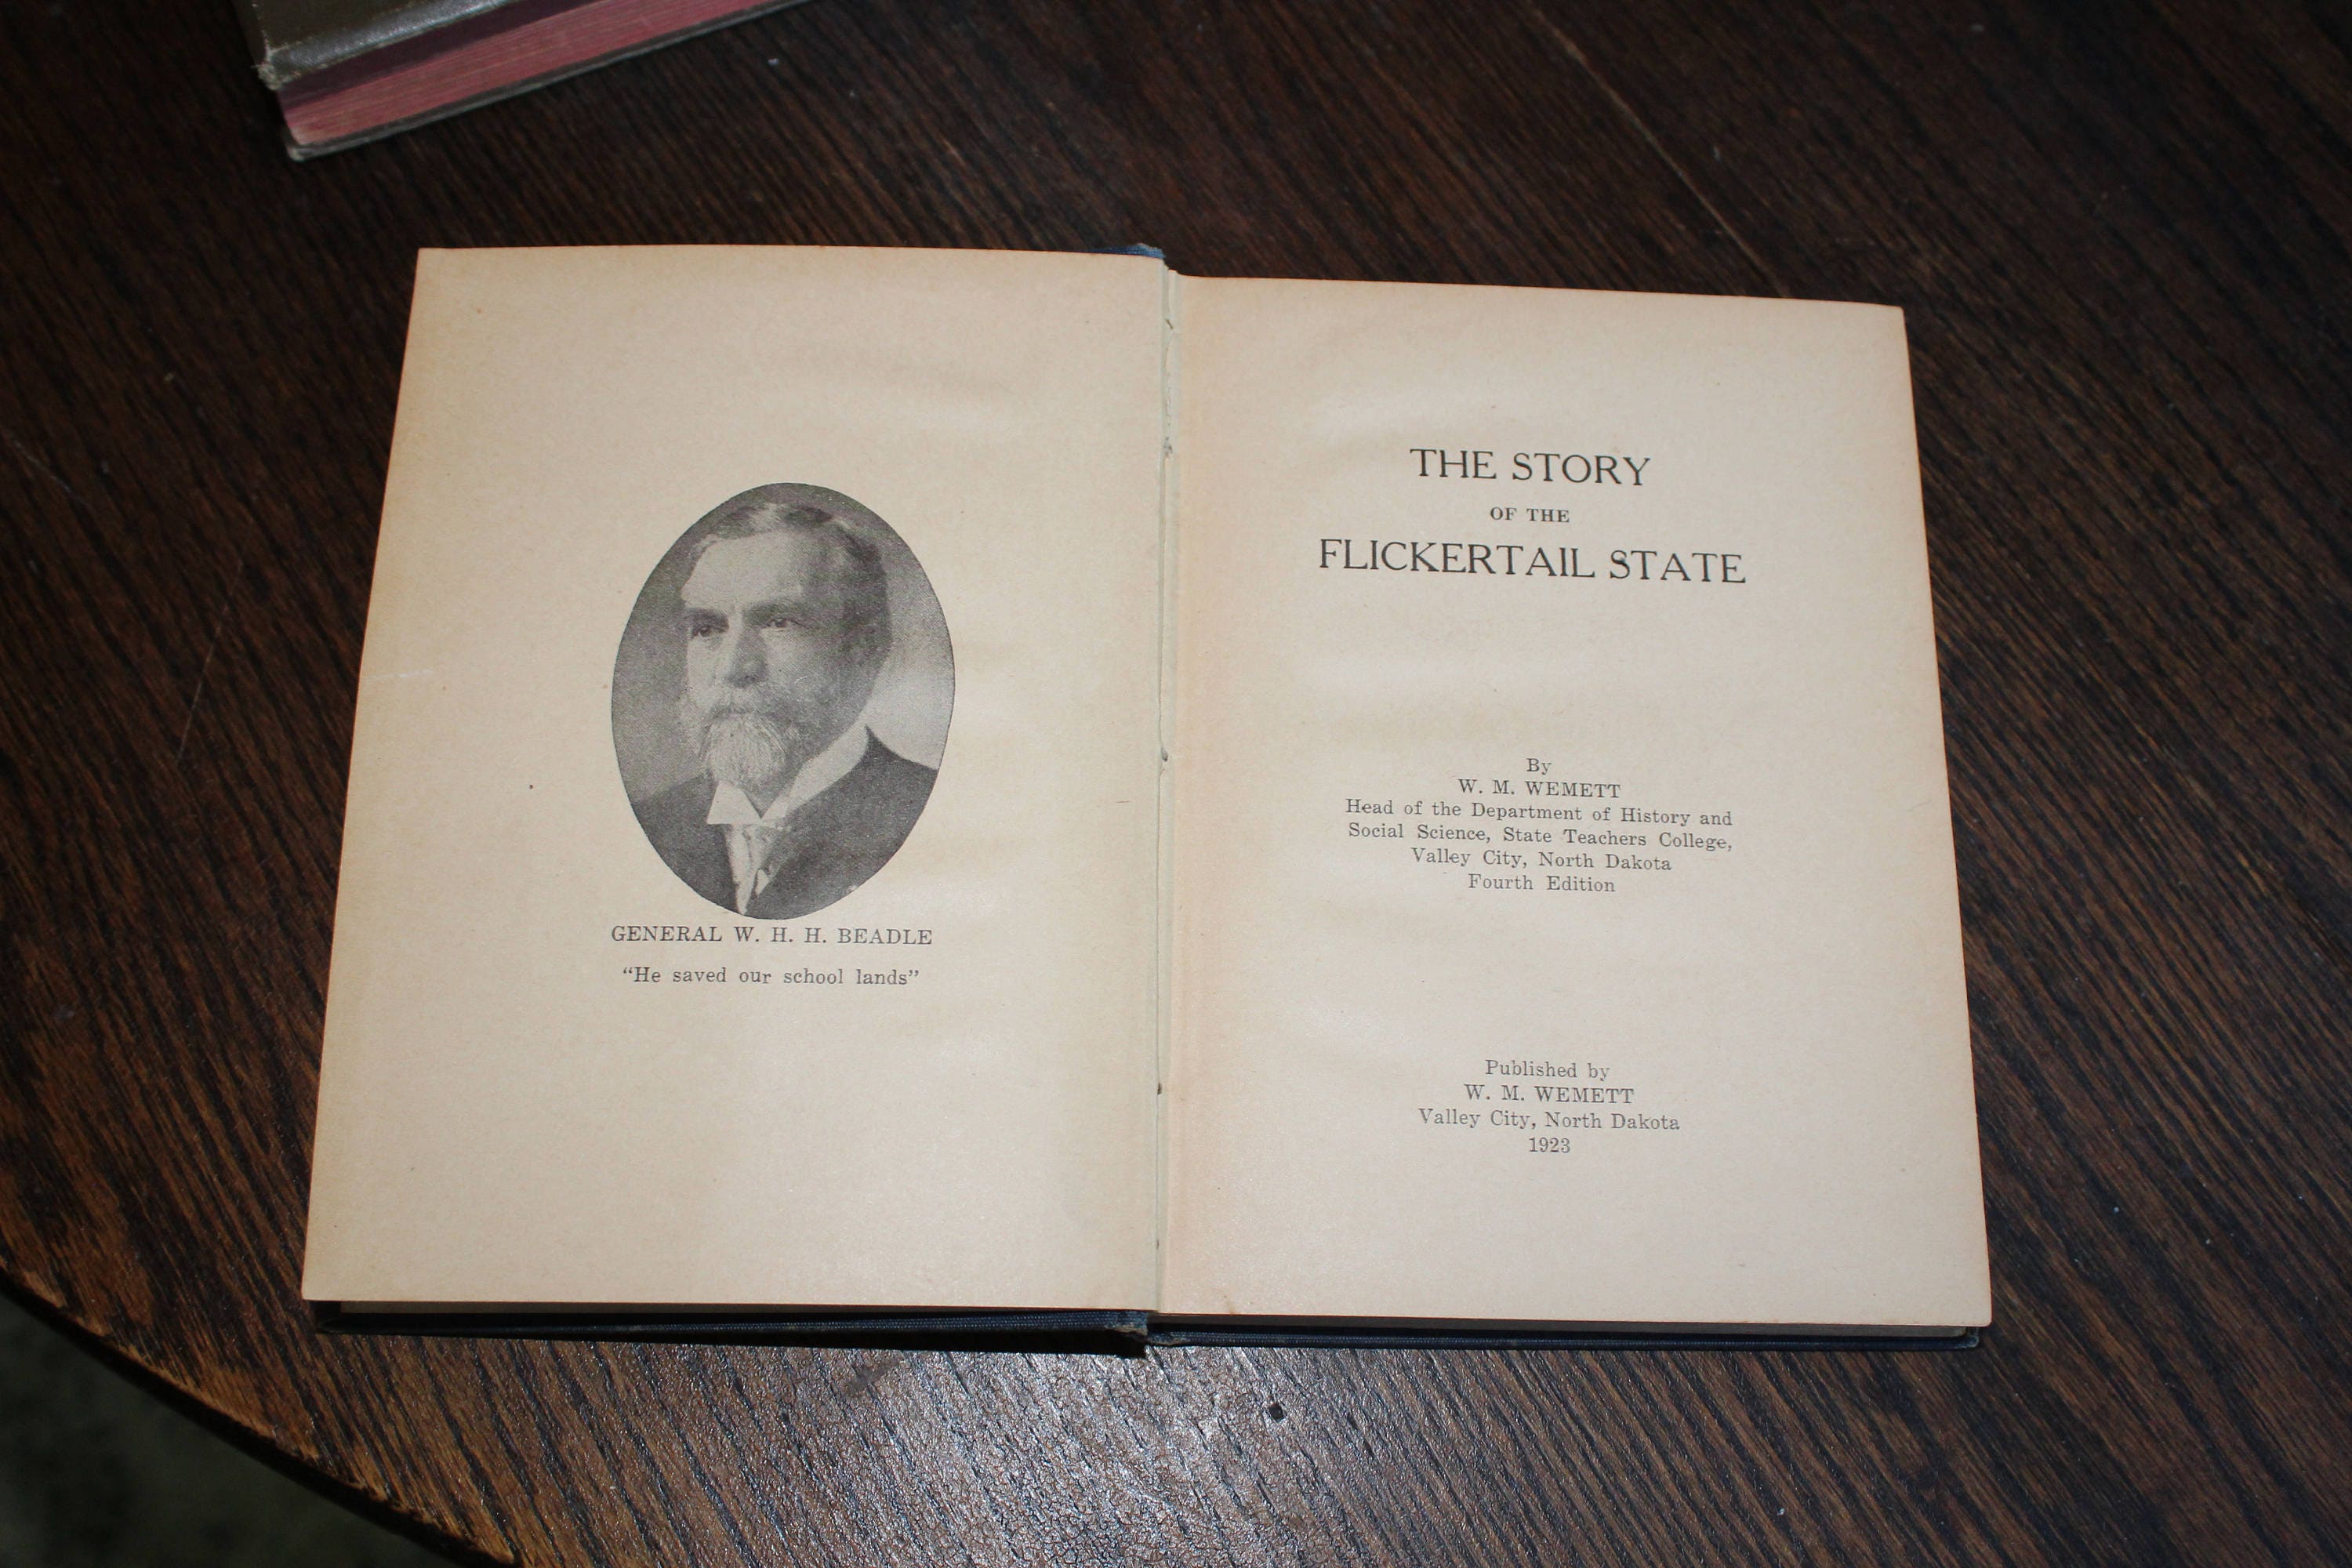 GENERAL W. H. H. BEADLE
“He saved our school lands”
THE STORY
OF THE
FLICKERTAIL STATE
By
W. M. WEMETT
Head of the Department of History and
Social Science, State Teachers College,
Valley City, North Dakota
Fourth Edition
Published by
W. M. WEMETT
Valley City, North Dakota
1923